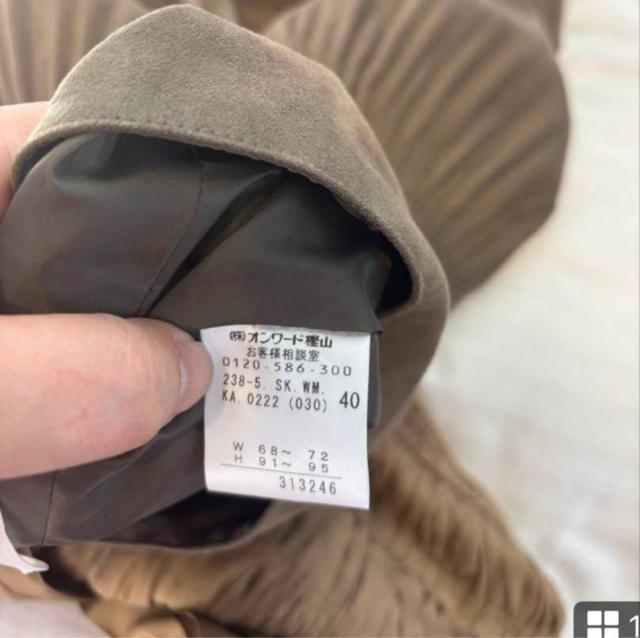 (株)オンワード樫山
お客様相談室
0120-586-300
238-5. SK. WM.
KA. 0222 (030) 40
W 68～ 72
H 91～ 95
313246
1